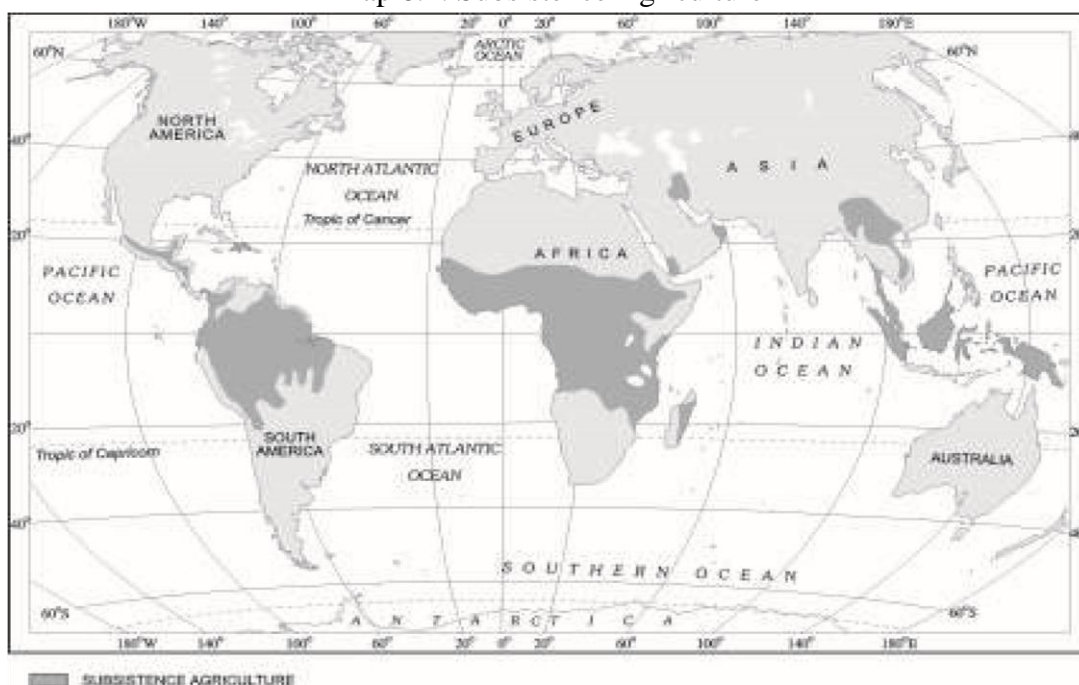 180°W 140° 100° 60° 20° 0° 20° 60° 100° 140° 180°E
60°N ARCTIC 60°N
OCEAN
NORTH
AMERICA
EUROPE
40°
ASIA
NORTH ATLANTIC
OCEAN
Tropic of Cancer
20°
AFRICA
PACIFIC
OCEAN
PACIFIC
OCEAN
INDIAN
OCEAN
20°
Tropic of Capricorn
SOUTH
AMERICA
SOUTH ATLANTIC
OCEAN
AUSTRALIA
40°
SOUTHERN OCEAN
60°S 60°S
ANTARCTICA
180°W 140° 100° 60° 20° 0° 20° 60° 100° 140° 180°E
SUBSISTENCE AGRICULTURE